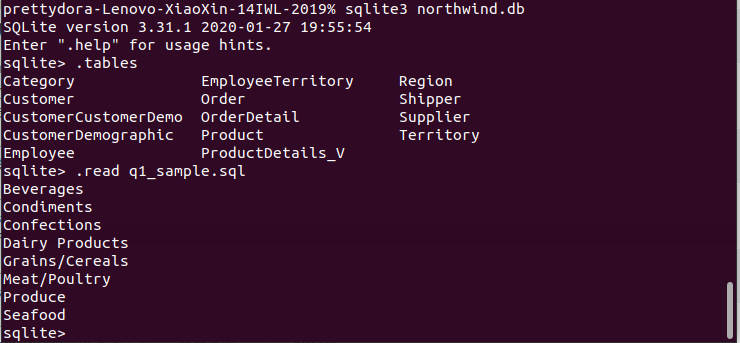 prettydora-Lenovo-XiaoXin-14IWL-2019% sqlite3 northwind.db
SQLite version 3.31.1 2020-01-27 19:55:54
Enter ".help" for usage hints.
sqlite> .tables
Category              EmployeeTerritory     Region
Customer              Order                 Shipper
CustomerCustomerDemo  OrderDetail           Supplier
CustomerDemographic   Product               Territory
Employee              ProductDetails_V
sqlite> .read q1_sample.sql
Beverages
Condiments
Confections
Dairy Products
Grains/Cereals
Meat/Poultry
Produce
Seafood
sqlite>